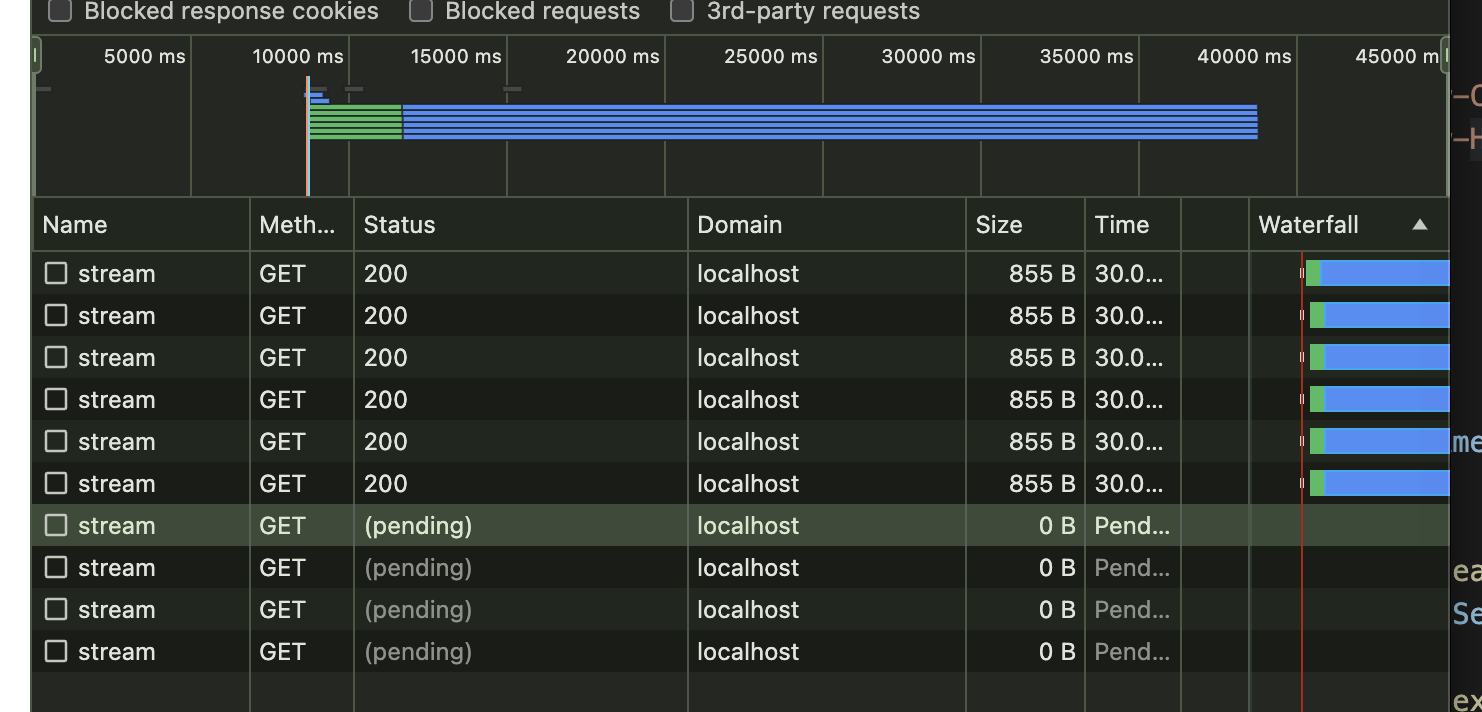 Blocked response cookies Blocked requests 3rd-party requests
5000 ms 10000 ms 15000 ms 20000 ms 25000 ms 30000 ms 35000 ms 40000 ms 45000 m
Name Meth... Status Domain Size Time Waterfall ▲
stream GET 200 localhost 855 B 30.0...
stream GET 200 localhost 855 B 30.0...
stream GET 200 localhost 855 B 30.0...
stream GET 200 localhost 855 B 30.0...
stream GET 200 localhost 855 B 30.0...
stream GET 200 localhost 855 B 30.0...
stream GET (pending) localhost 0 B Pend...
stream GET (pending) localhost 0 B Pend...
stream GET (pending) localhost 0 B Pend...
stream GET (pending) localhost 0 B Pend...